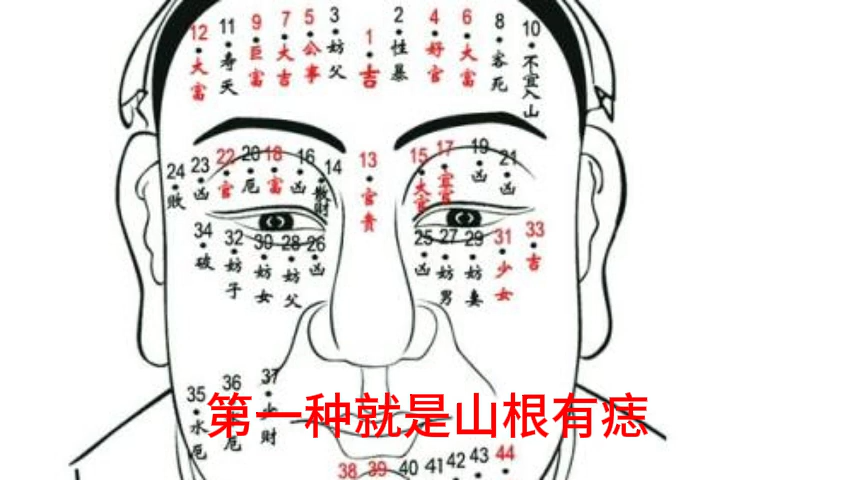 12 大富
11 寿夭
9 巨富
7 大吉
5 公事
3 妨父
1 吉
2 性暴
4 好官
6 大富
8 客死
10 不宜入山
24 败
23 凶
22 官
20 厄
18 富
16 凶
14 散财
13 官贵
15 大富
17
19 凶
21 凶
34 破
32 妨子
30 妨女
28 妨父
26 凶
25 凶
27 妨男
29 妨妻
31 少女
33 吉
35 水厄
36 厄
37 少财
第一种就是山根有痣
38 39 40 41 42 43 44